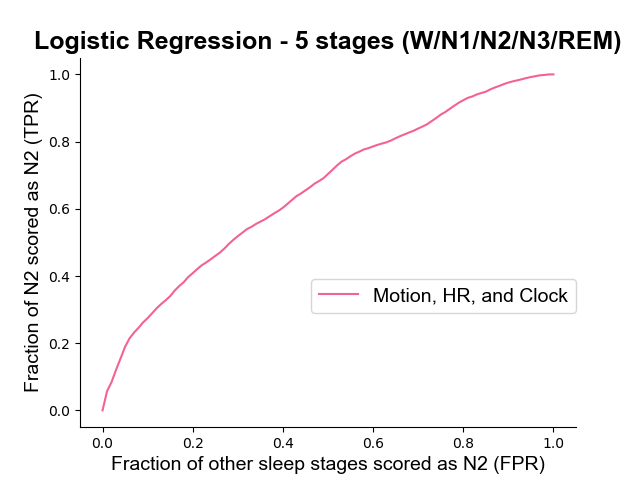 Logistic Regression - 5 stages (W/N1/N2/N3/REM)
Fraction of N2 scored as N2 (TPR)
1.0
0.8
0.6
0.4
0.2
0.0
Motion, HR, and Clock
0.0 0.2 0.4 0.6 0.8 1.0
Fraction of other sleep stages scored as N2 (FPR)